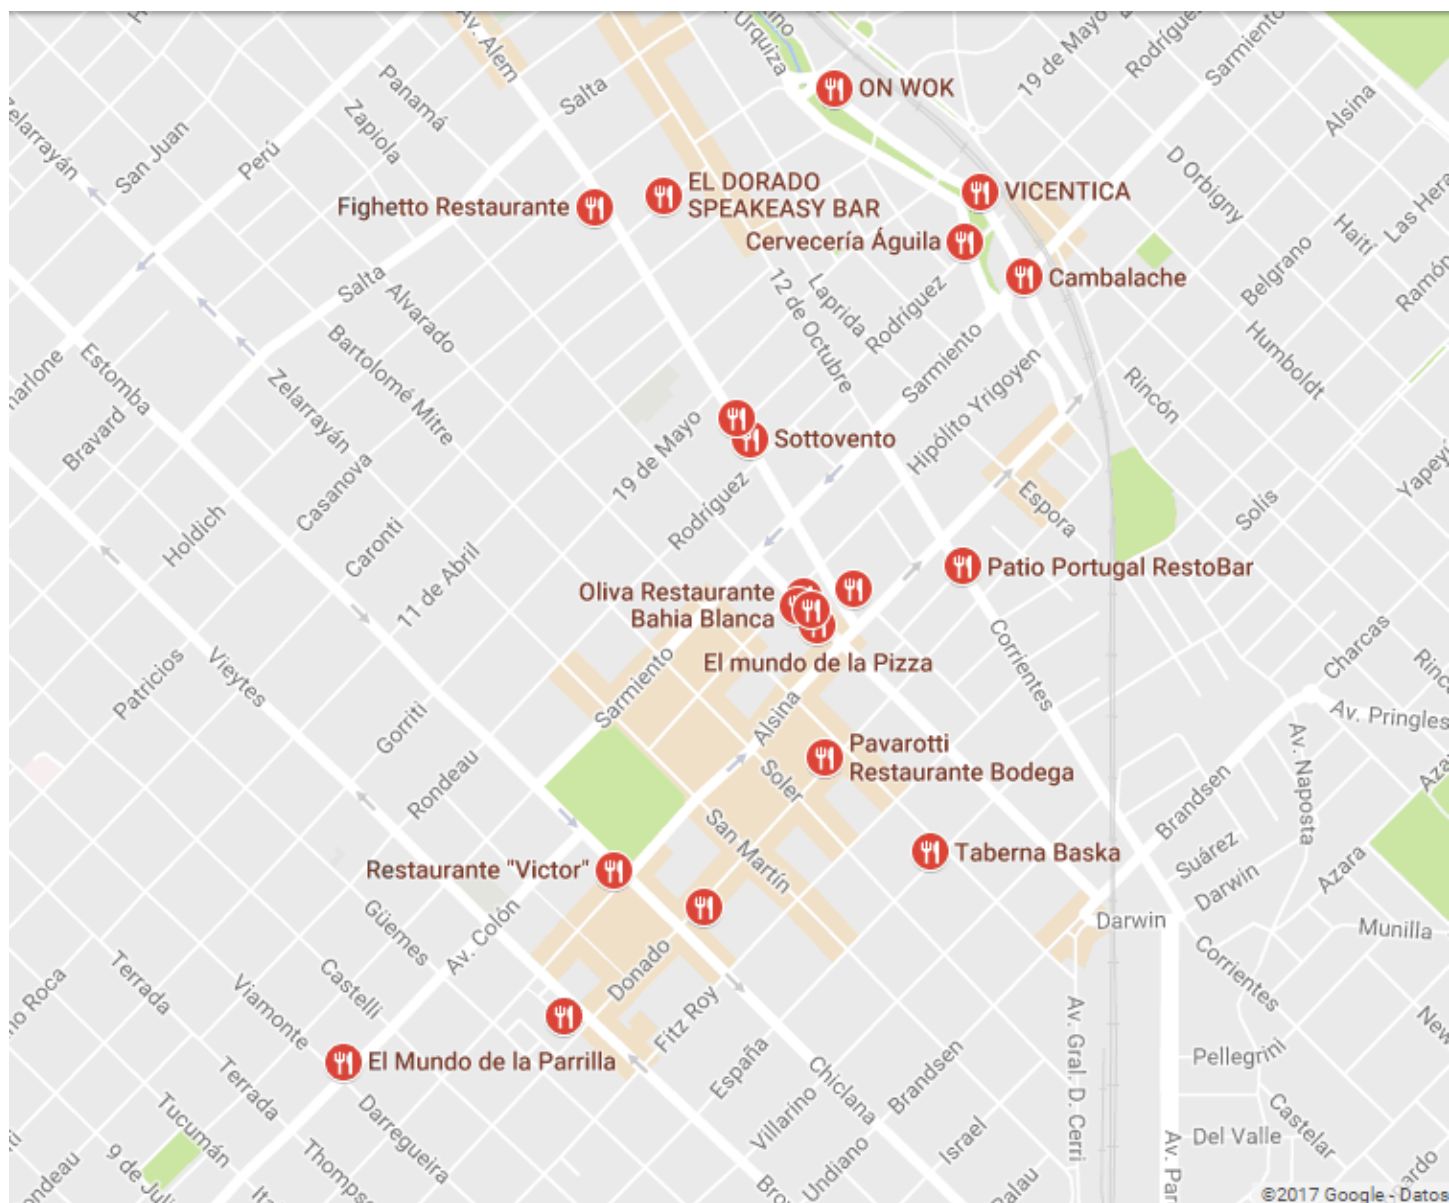 Av. Alem
Urquiza
19 de Mayo
Rodríguez
Sarmiento
Panamá
Salta
ON WOK
Zapiola
Alsina
Zelarrayán
San Juan
Perú
EL DORADO
SPEAKEASY BAR
VICENTICA
D Orbigny
Fighetto Restaurante
Cervecería Águila
Las Heras
Haití
Cambalache
Belgrano
Salta
Alvarado
Laprida
12 de Octubre
Rodríguez
Estomba
Bartolomé Mitre
Sarmiento
Hipólito Yrigoyen
Humboldt
Rincón
Bravard
Zelarrayán
Casanova
19 de Mayo
Sottovento
Rodríguez
Espora
Solís
Holdich
Caronti
11 de Abril
Oliva Restaurante
Bahia Blanca
Patio Portugal RestoBar
El mundo de la Pizza
Corrientes
Charcas
Patricios
Vieytes
Gorriti
Sarmiento
Alsina
Av. Pringles
Rondeau
Soler
Pavarotti
Restaurante Bodega
Av. Naposta
Brandsen
San Martín
Taberna Baska
Suárez
Azara
Restaurante "Victor"
Darwin
Darwin
Munilla
Güemes
Av. Colón
Donado
Corrientes
Terrada
Viamonte
Castelli
Fitz Roy
El Mundo de la Parrilla
España
Chiclana
Brandsen
Av. Gral. D. Cerri
Pellegrini
Terrada
Tucumán
Darregueira
Villarino
Castelar
Del Valle
Israel
Undiano
Thompson
©2017 Google - Datos